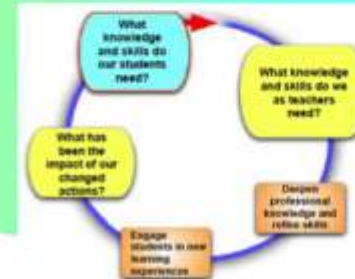 What
knowledge
and skills do
our students
need?
What knowledge
and skills do we
as teachers
need?
Deepen
professional
knowledge and
refine skills
Engage
students in new
learning
experiences
What has
been the
impact of our
changed
actions?